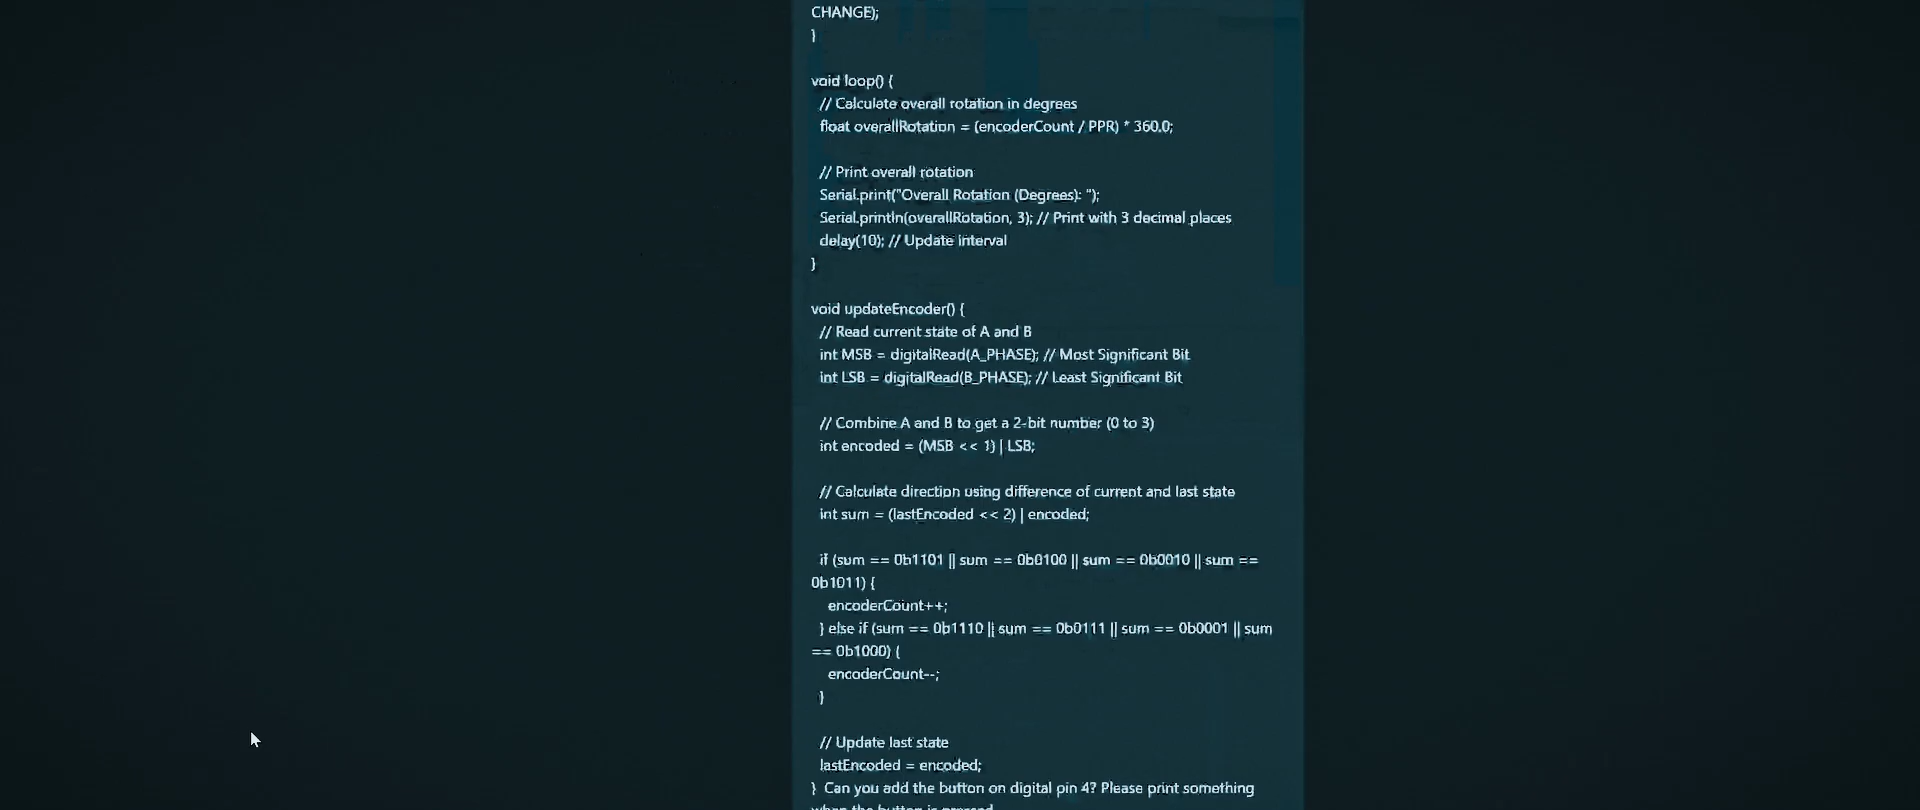 CHANGE);
}
void loop() {
// Calculate overall rotation in degrees
float overallRotation = (encoderCount / PPR) * 360.0;
// Print overall rotation
Serial.print("Overall Rotation (Degrees): ");
Serial.println(overallRotation, 3); // Print with 3 decimal places
delay(10); // Update interval
}
void updateEncoder() {
// Read current state of A and B
int MSB = digitalRead(A_PHASE); // Most Significant Bit
int LSB = digitalRead(B_PHASE); // Least Significant Bit
// Combine A and B to get a 2-bit number (0 to 3)
int encoded = (MSB << 1) | LSB;
// Calculate direction using difference of current and last state
int sum = (lastEncoded << 2) | encoded;
if (sum == 0b1101 || sum == 0b0100 || sum == 0b0010 || sum ==
0b1011) {
encoderCount++;
} else if (sum == 0b1110 || sum == 0b0111 || sum == 0b0001 || sum
== 0b1000) {
encoderCount--;
}
// Update last state
lastEncoded = encoded;
} Can you add the button on digital pin 4? Please print something
when the button is pressed